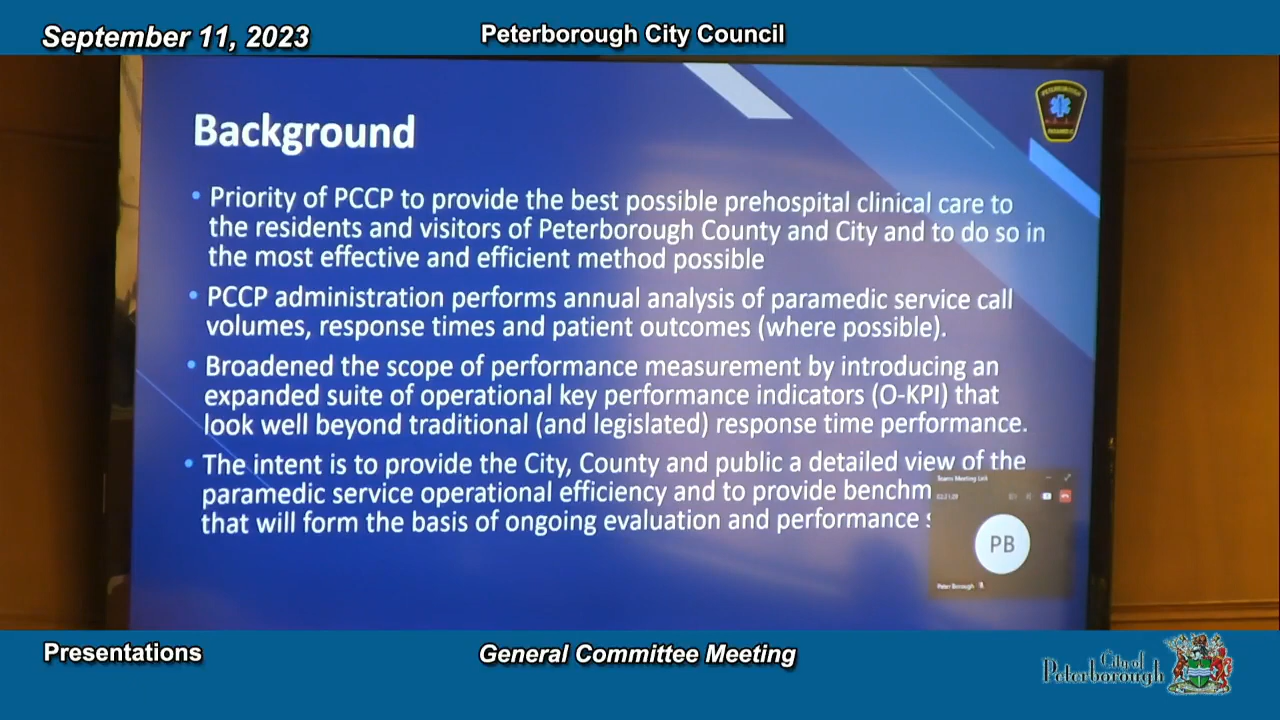 September 11, 2023
Peterborough City Council
Background
• Priority of PCCP to provide the best possible prehospital clinical care to
the residents and visitors of Peterborough County and City and to do so in
the most effective and efficient method possible
• PCCP administration performs annual analysis of paramedic service call
volumes, response times and patient outcomes (where possible).
• Broadened the scope of performance measurement by introducing an
expanded suite of operational key performance indicators (O-KPI) that
look well beyond traditional (and legislated) response time performance.
• The intent is to provide the City, County and public a detailed view of the
paramedic service operational efficiency and to provide benchm
that will form the basis of ongoing evaluation and performance s
Teams Meeting Link
PB
Peter Borough
Presentations
General Committee Meeting
City of
Peterborough